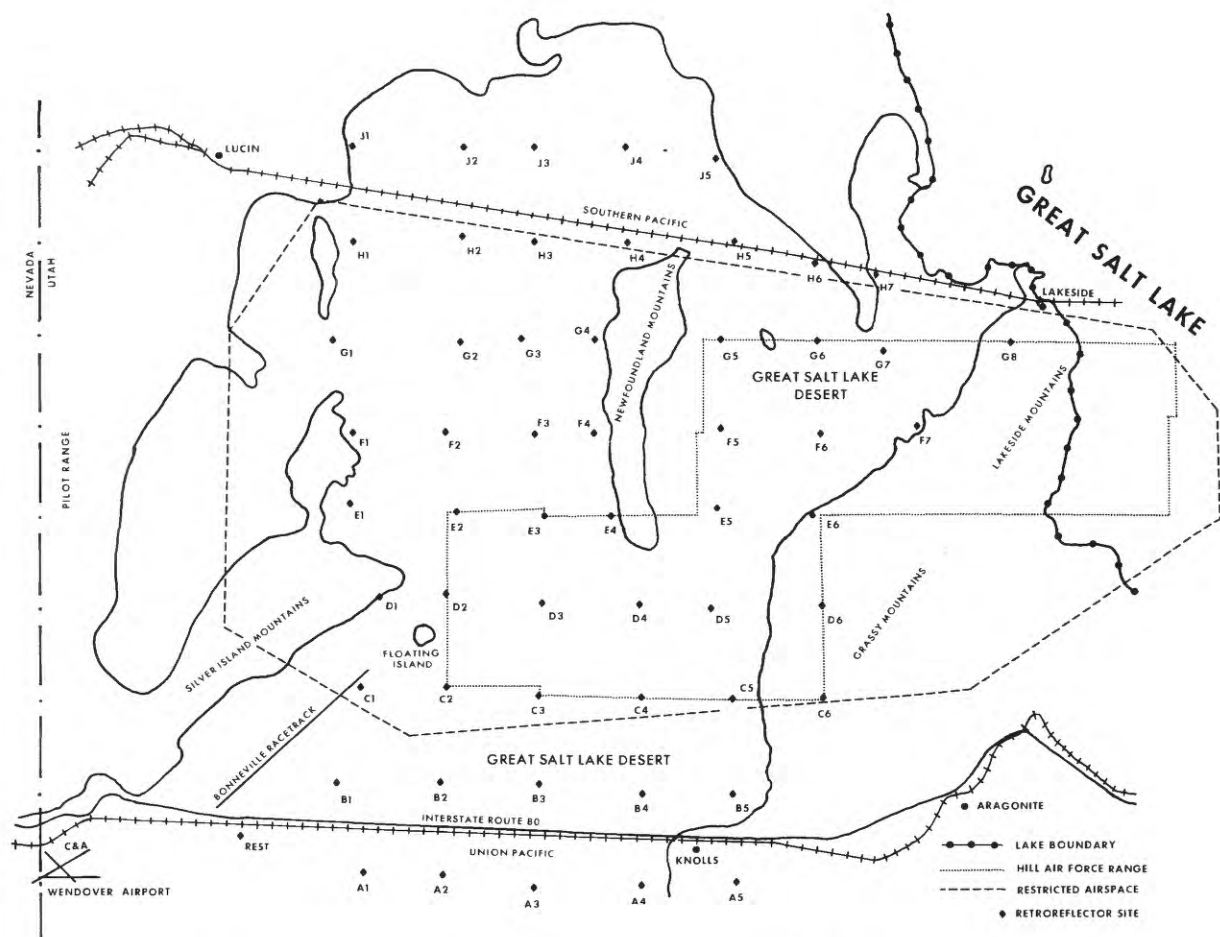 J1
LUCIN
J2
J3
J4
J5
GREAT SALT LAKE
SOUTHERN PACIFIC
H1
H2
H3
H4
H5
H6
H7
LAKESIDE
NEVADA
UTAH
G1
G2
G3
G4
G5
G6
G7
G8
NEWFOUNDLAND MOUNTAINS
GREAT SALT LAKE
DESERT
LAKESIDE MOUNTAINS
PILOT RANGE
F1
F2
F3
F4
F5
F6
F7
E1
E2
E3
E4
E5
E6
D1
D2
D3
D4
D5
D6
GRASSY MOUNTAINS
SILVER ISLAND MOUNTAINS
FLOATING
ISLAND
C1
C2
C3
C4
C5
C6
BONNEVILLE RACETRACK
GREAT SALT LAKE DESERT
B1
B2
B3
B4
B5
ARAGONITE
INTERSTATE ROUTE 80
C&A
REST
UNION PACIFIC
KNOLLS
WENDOVER AIRPORT
A1
A2
A3
A4
A5
LAKE BOUNDARY
HILL AIR FORCE RANGE
RESTRICTED AIRSPACE
RETROREFLECTOR SITE